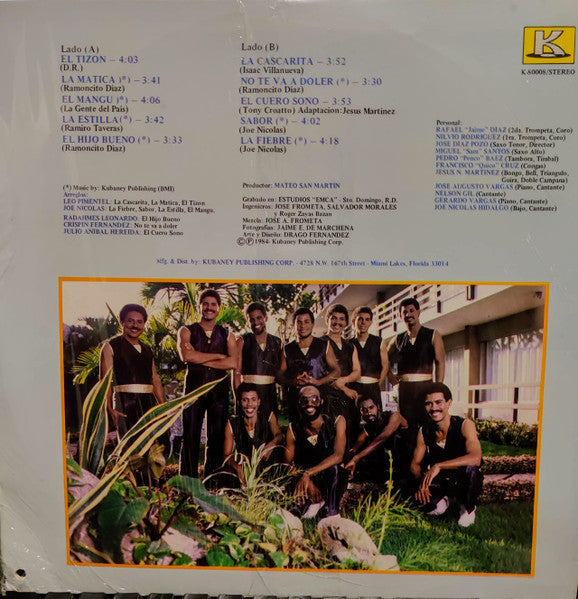 Lado (A)
EL TIZON — 4:03
(D.R.)
LA MATICA )*) — 3:41
(Ramoncito Diaz)
EL MANGU )*) — 4:06
(La Gente del Pais)
LA ESTILLA(*) — 3:42
(Ramiro Taveras)
EL HIJO BUENO )*) — 3:33
(Ramoncito Diaz)
Lado (B)
LA CASCARITA — 3:52
(Isaac Villanueva)
NO TE VA A DOLER (*) — 3:30
(Ramoncito Diaz)
EL CUERO SONO — 3:53
(Tony Croatto) Adaptacion: Jesus Martinez
SABOR (*) — 4:02
(Joe Nicolas)
LA FIEBRE (*) — 4:18
(Joe Nicolas)
K
K-80008/STEREO
Personal:
RAFAEL "Jaime" DIAZ (2da. Trompeta, Coro)
NILVIO RODRIGUEZ (1ra. Trompeta, Coro)
JOSE DIAZ POZO (Saxo Tenor, Director)
MIGUEL "Sam" SANTOS (Saxo Alto)
PEDRO "Penco" BAEZ (Tambora, Timbal)
FRANCISCO "Quico" CRUZ (Congas)
JESUS N. MARTINEZ (Bongo, Bell, Triangulo,
Guira, Doble Campana)
JOSE AUGUSTO VARGAS (Piano, Cantante)
NELSON GIL (Cantante)
GERARDO VARGAS (Piano, Cantante)
JOE NICOLAS HIDALGO (Bajo, Cantante)
(*) Music by: Kubaney Publishing (BMI)
Arreglos:
LEO PIMENTEL: La Cascarita, La Matica, El Tizon
JOE NICOLAS: La Fiebre, Sabor, La Estilla, El Mangu.
RADAJMES LEONARDO: El Hijo Bueno
CRISPIN FERNANDEZ: No te va a doler
JULIO ANIBAL HEREDIA: El Cuero Sono
Productor: MATEO SAN MARTIN
Grabado en: ESTUDIOS "EMCA" - Sto. Domingo, R.D.
Ingenieros: JOSE FROMETA, SALVADOR MORALES
y Roger Zayas Bazan
Mezcla: JOSE A. FROMETA
Fotografias: JAIME E. DE MARCHENA
Arte y Diseño: DRAGO FERNANDEZ
©Ⓟ 1984 Kubaney Publishing Corp.
Mfg. & Dist. by: KUBANEY PUBLISHING CORP. - 4728 N.W. 167th Street - Miami Lakes, Florida 33014